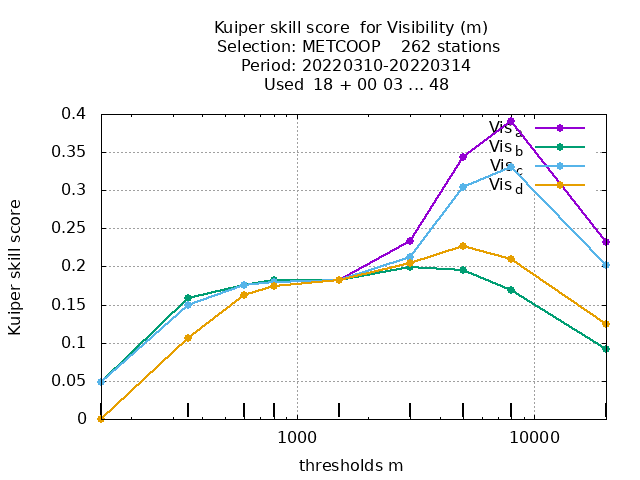 Kuiper skill score  for Visibility (m)
Selection: METCOOP    262 stations
Period: 20220310-20220314
Used  18 + 00 03 ... 48
0.4
0.35
0.3
0.25
0.2
0.15
0.1
0.05
0
Kuiper skill score
Vis a
Vis b
Vis c
Vis d
1000
10000
thresholds m